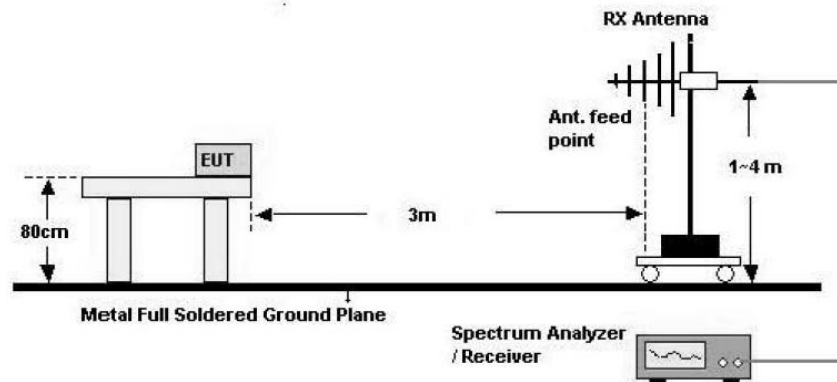 RX Antenna
Ant. feed
point
EUT
1~4 m
3m
80cm
Metal Full Soldered Ground Plane
Spectrum Analyzer
/ Receiver